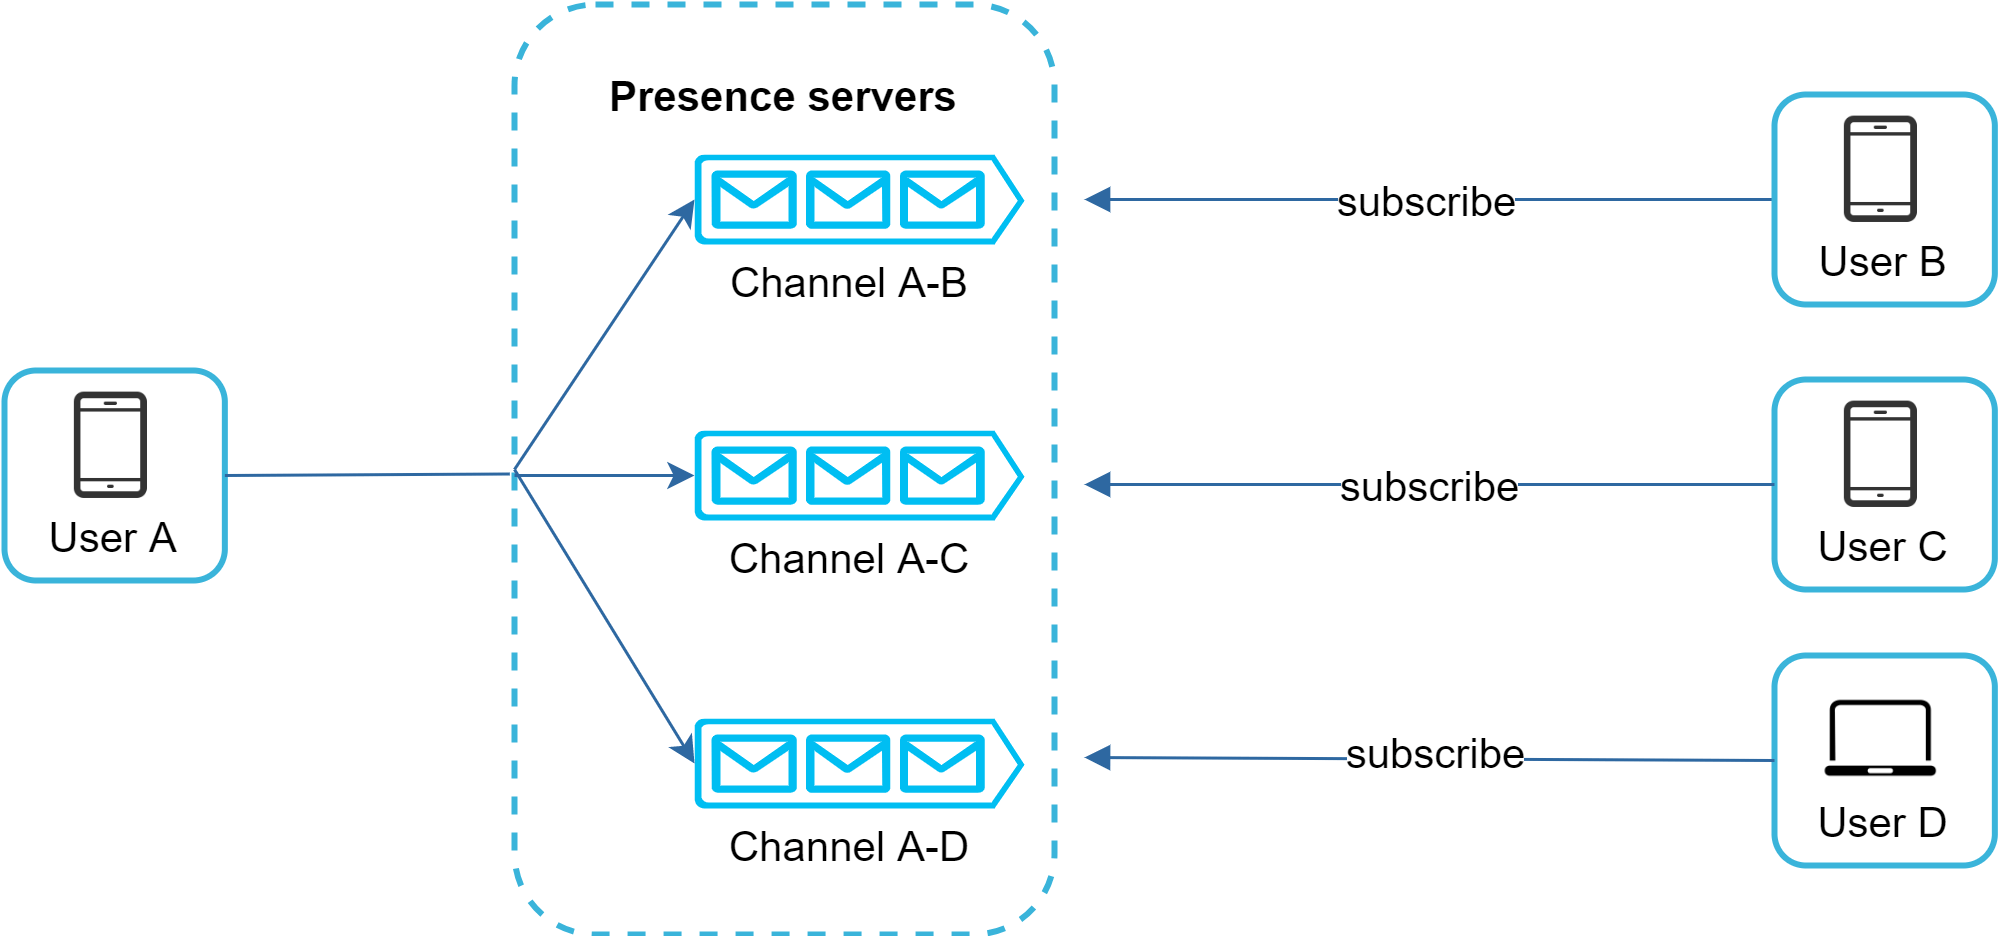 Presence servers
Channel A-B
subscribe
User B
User A
Channel A-C
subscribe
User C
Channel A-D
subscribe
User D